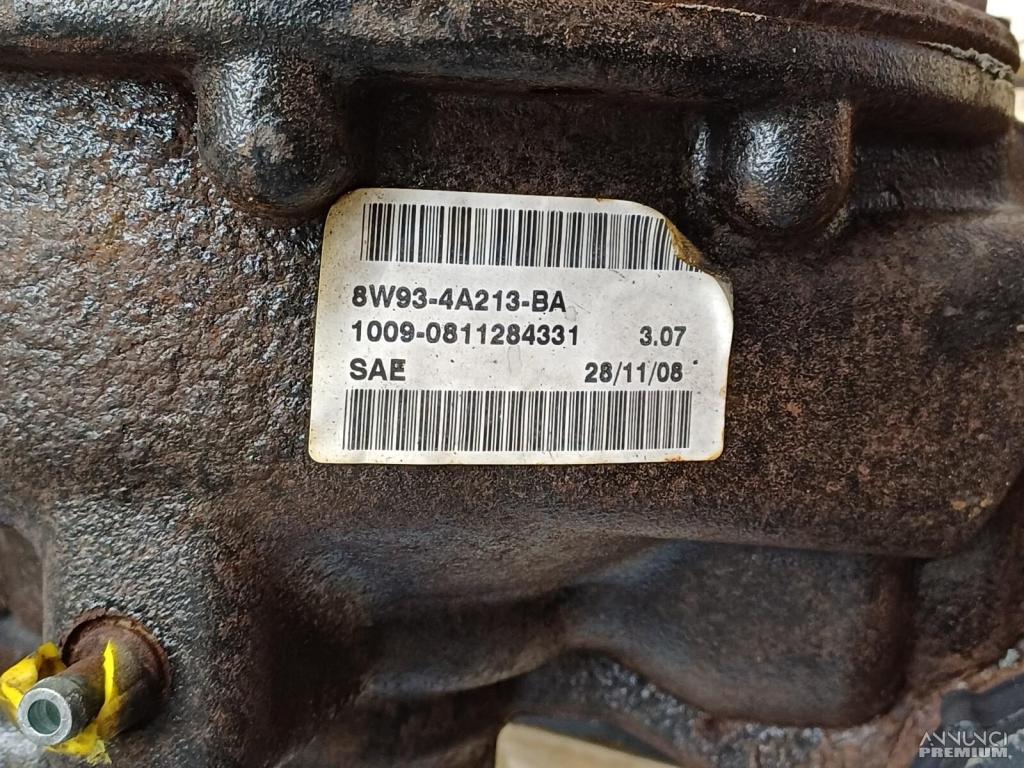 8W93-4A213-BA
1009-0811284331 3.07
SAE 28/11/08
ANNUNCI
PREMIUM